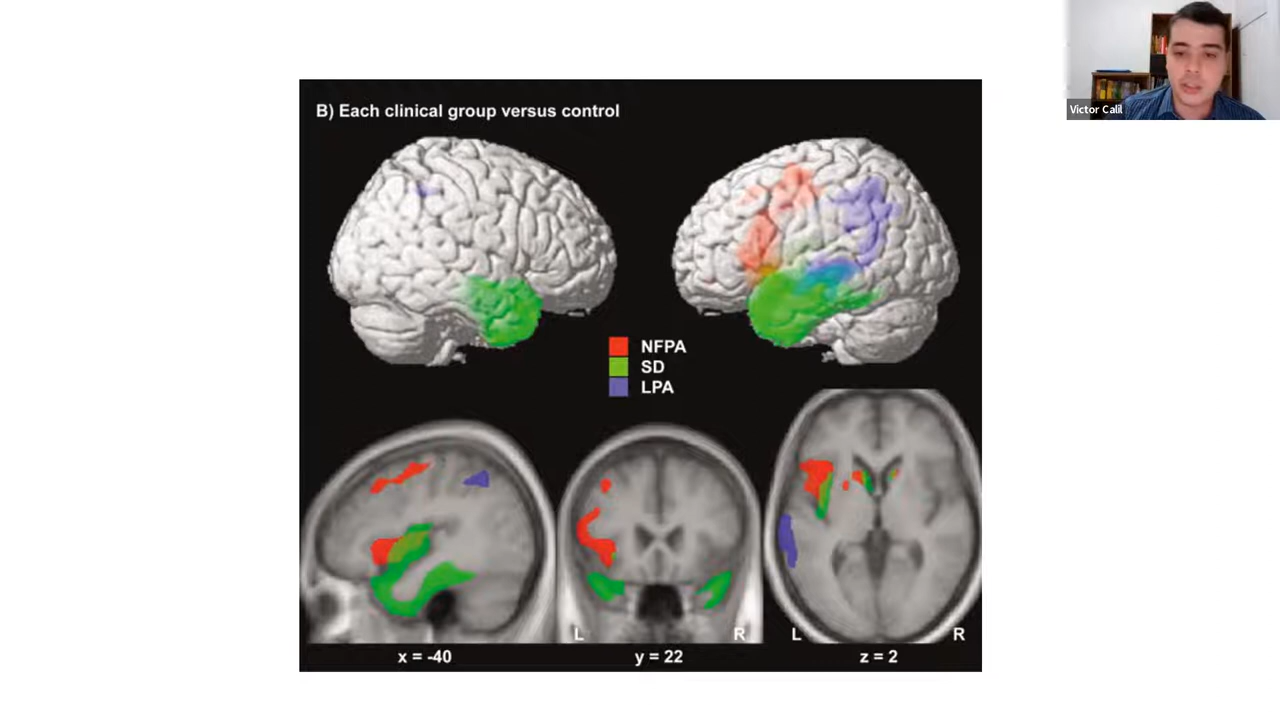 B) Each clinical group versus control
Victor Calil
NFPA
SD
LPA
L
R
L
R
x = -40
y = 22
z = 2